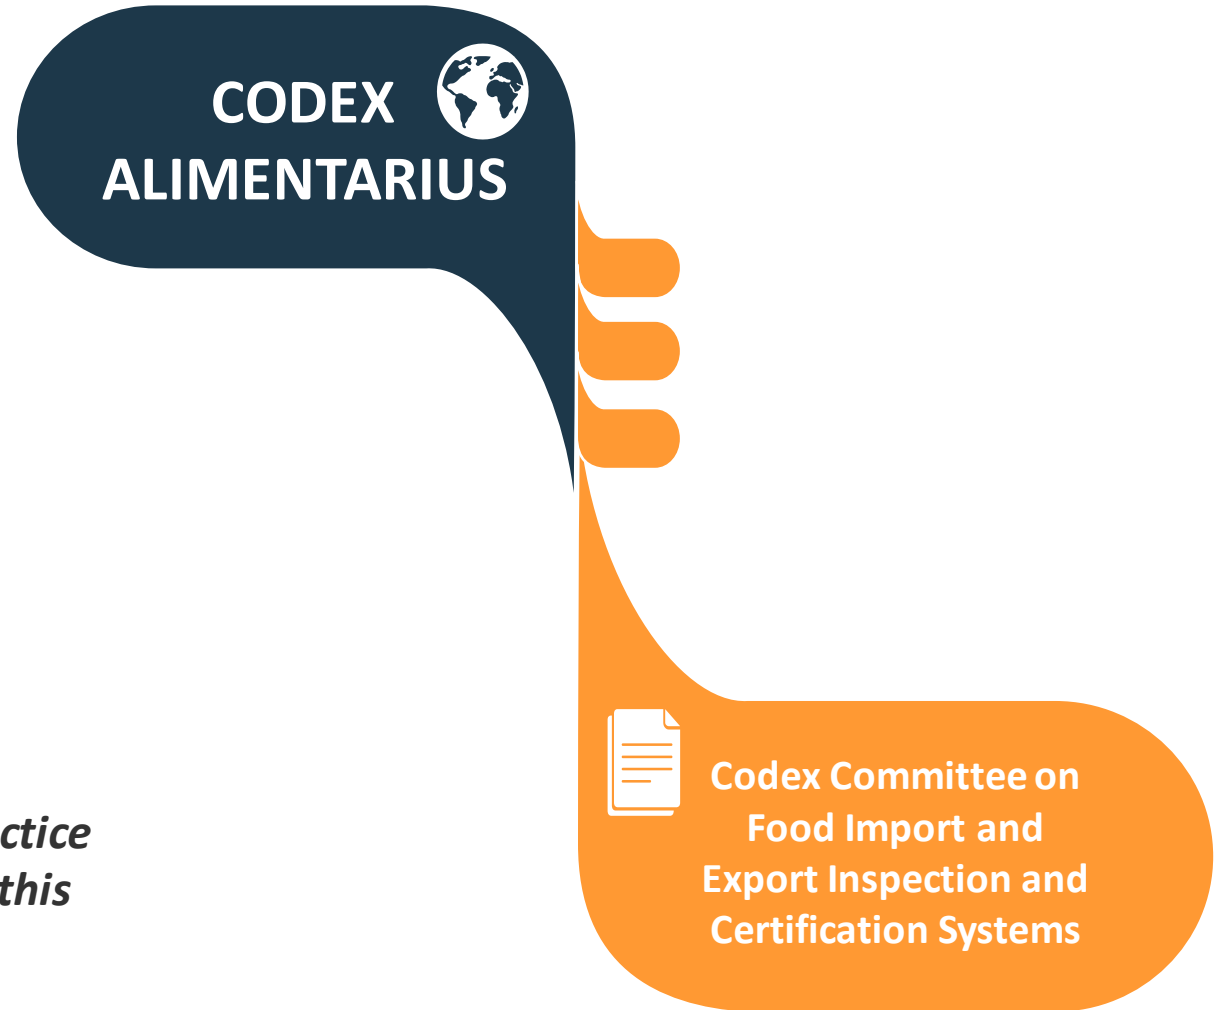 CODEX
ALIMENTARIUS
Codex Committee on
Food Import and
Export Inspection and
Certification Systems
ctice
this